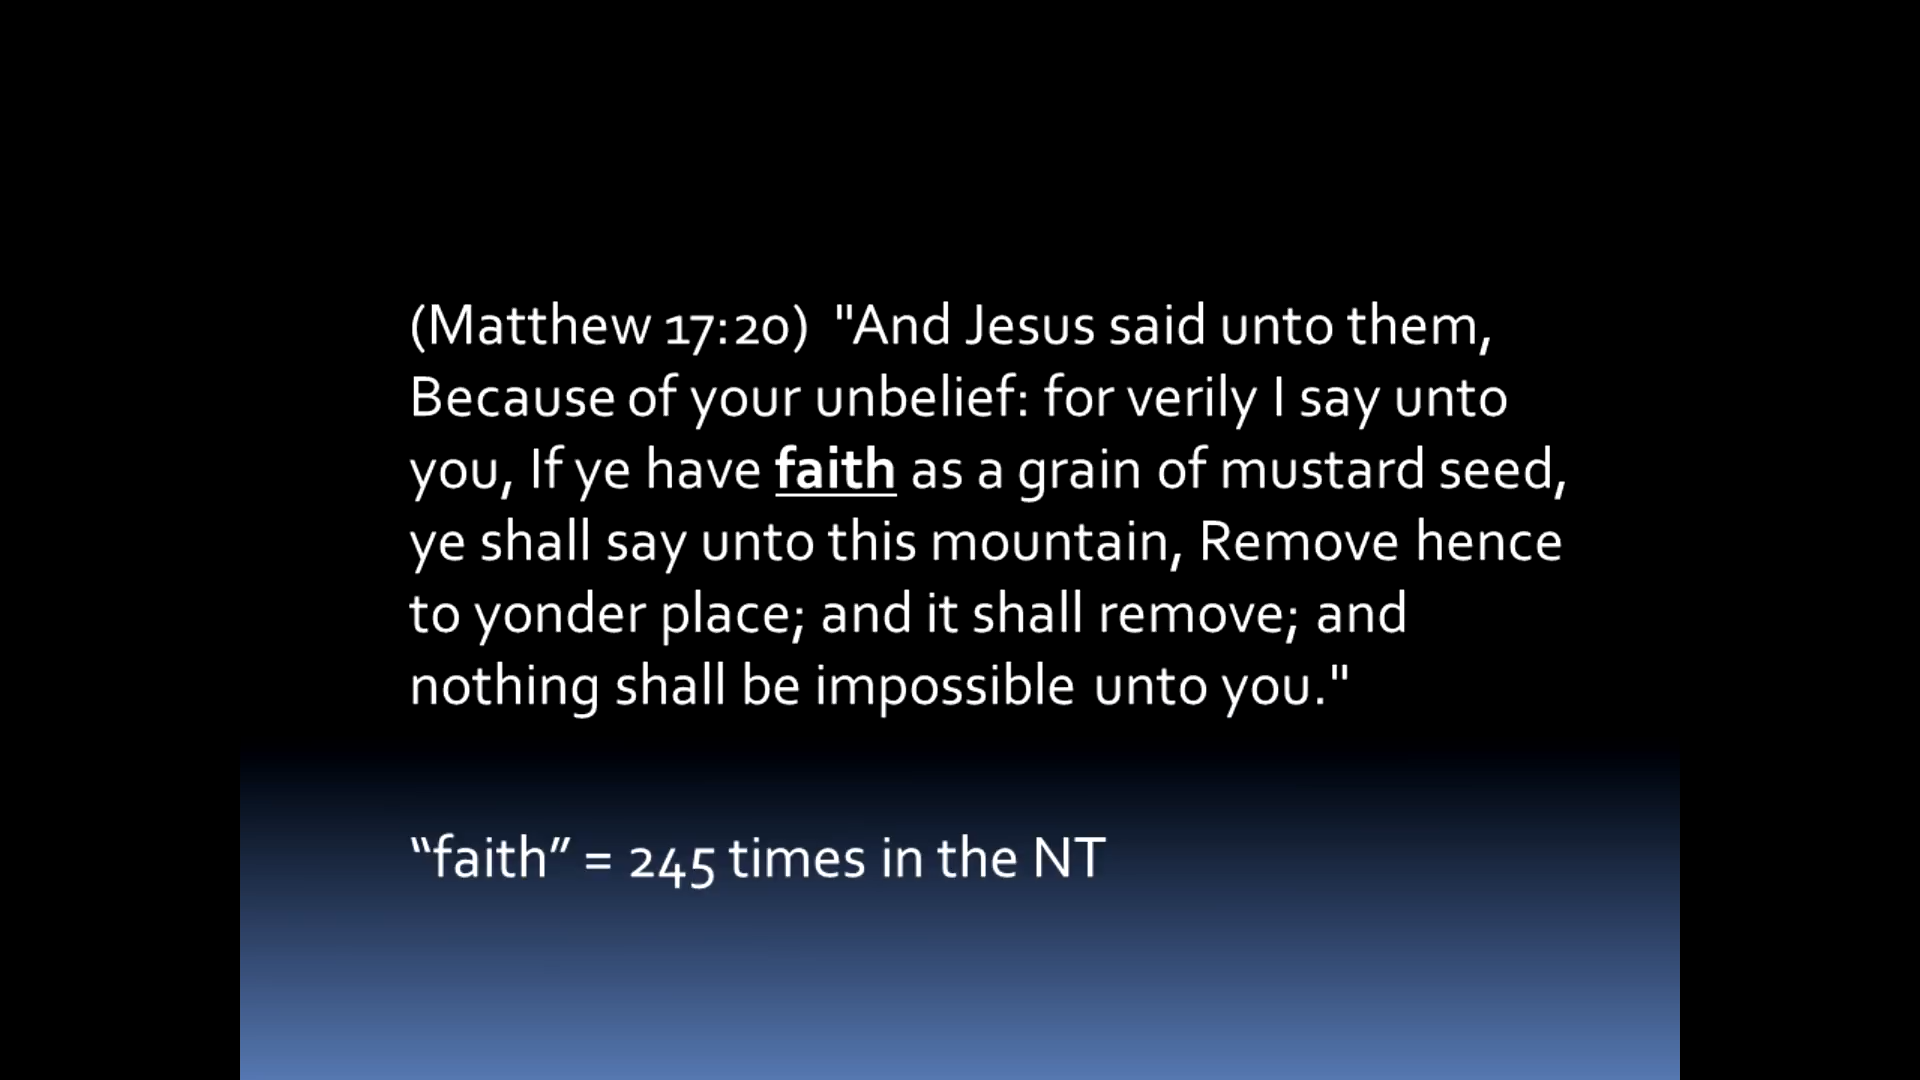 (Matthew 17:20)  "And Jesus said unto them,
Because of your unbelief: for verily I say unto
you, If ye have faith as a grain of mustard seed,
ye shall say unto this mountain, Remove hence
to yonder place; and it shall remove; and
nothing shall be impossible unto you."
“faith” = 245 times in the NT